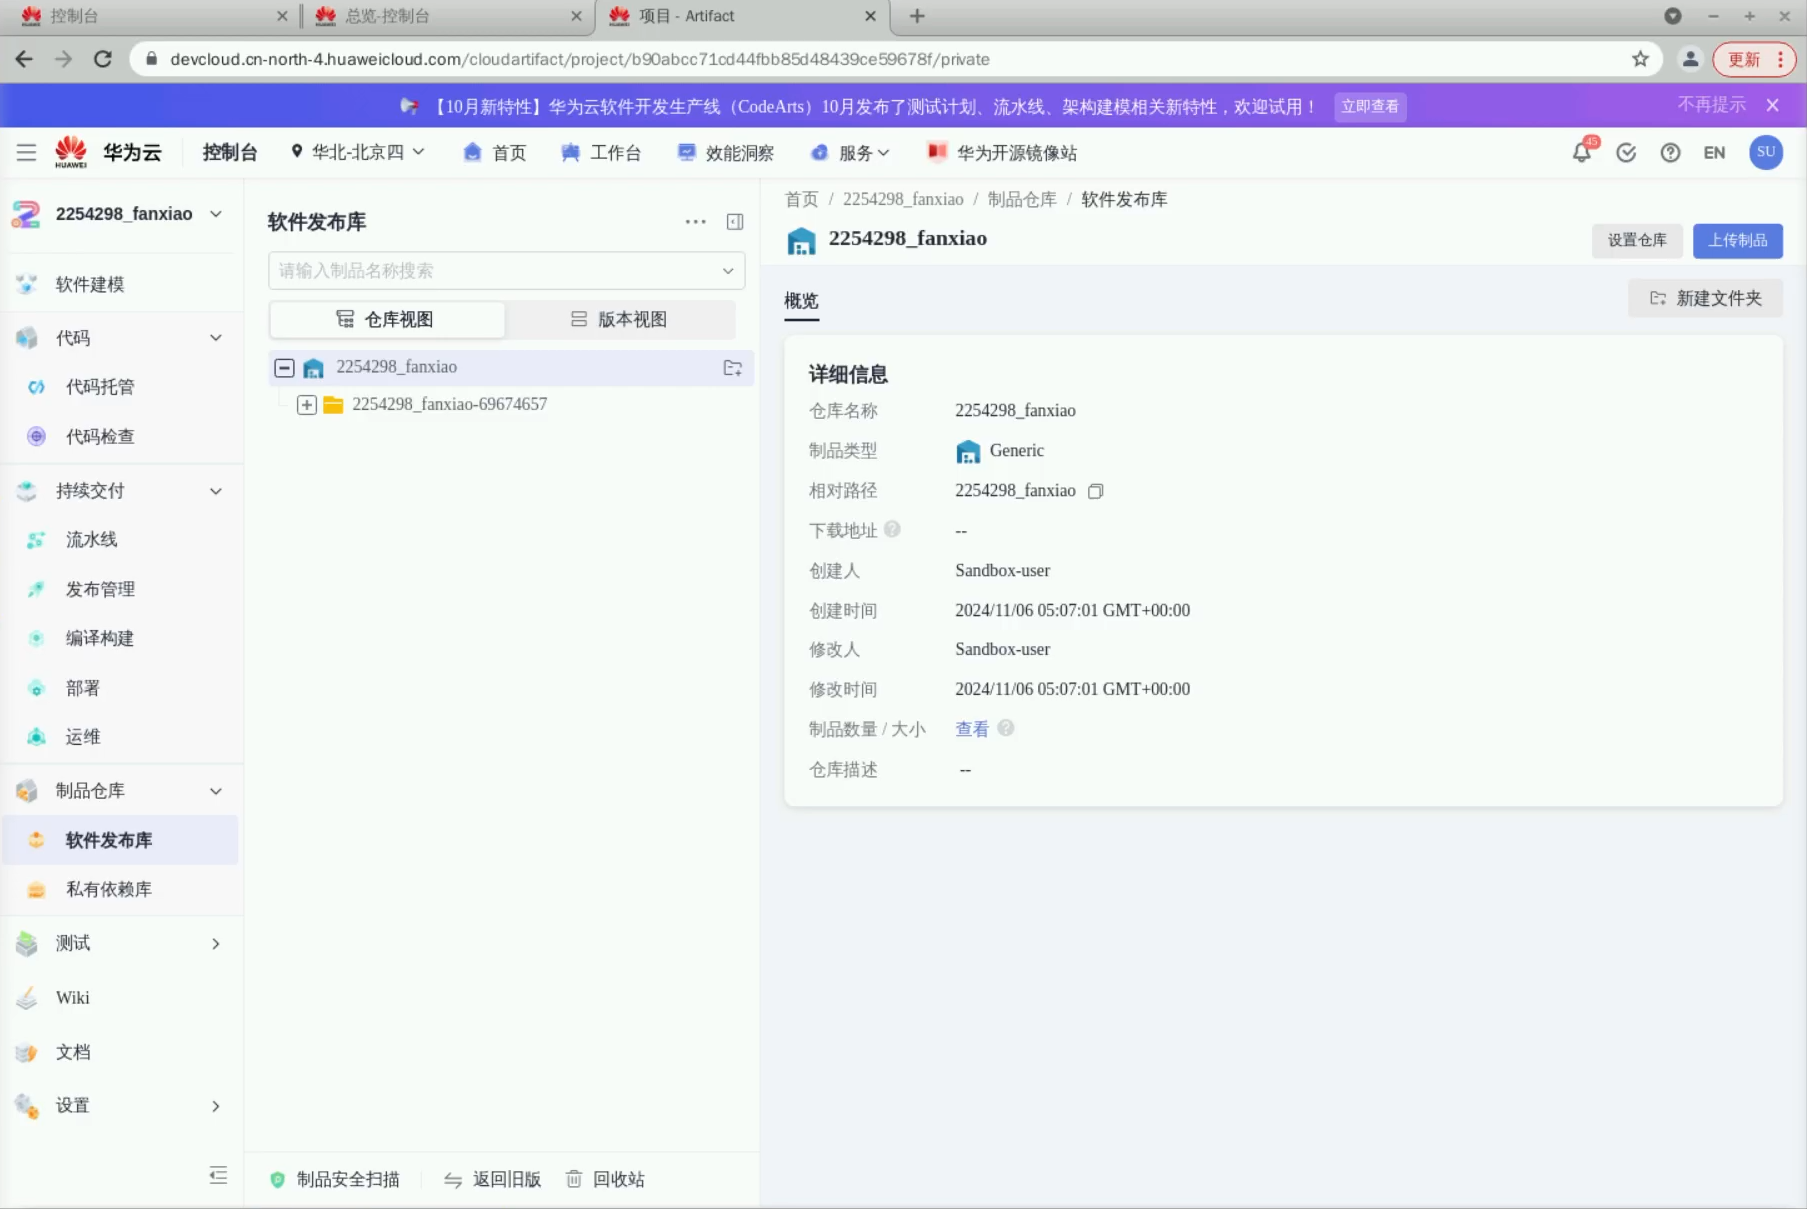 控制台
总览-控制台
项目 - Artifact
devcloud.cn-north-4.huaweicloud.com/cloudartifact/project/b90abcc71cd44fbb85d48439ce59678f/private
更新
【10月新特性】华为云软件开发生产线（CodeArts）10月发布了测试计划、流水线、架构建模相关新特性，欢迎试用！
立即查看
不再提示
HUAWEI
华为云
控制台
华北-北京四
首页
工作台
效能洞察
服务
华为开源镜像站
45
EN
SU
2254298_fanxiao
软件建模
代码
代码托管
代码检查
持续交付
流水线
发布管理
编译构建
部署
运维
制品仓库
软件发布库
私有依赖库
测试
Wiki
文档
设置
软件发布库
请输入制品名称搜索
仓库视图
版本视图
2254298_fanxiao
2254298_fanxiao-69674657
制品安全扫描
返回旧版
回收站
首页 / 2254298_fanxiao / 制品仓库 / 软件发布库
2254298_fanxiao
设置仓库
上传制品
概览
新建文件夹
详细信息
仓库名称 2254298_fanxiao
制品类型 Generic
相对路径 2254298_fanxiao
下载地址 --
创建人 Sandbox-user
创建时间 2024/11/06 05:07:01 GMT+00:00
修改人 Sandbox-user
修改时间 2024/11/06 05:07:01 GMT+00:00
制品数量 / 大小 查看
仓库描述 --